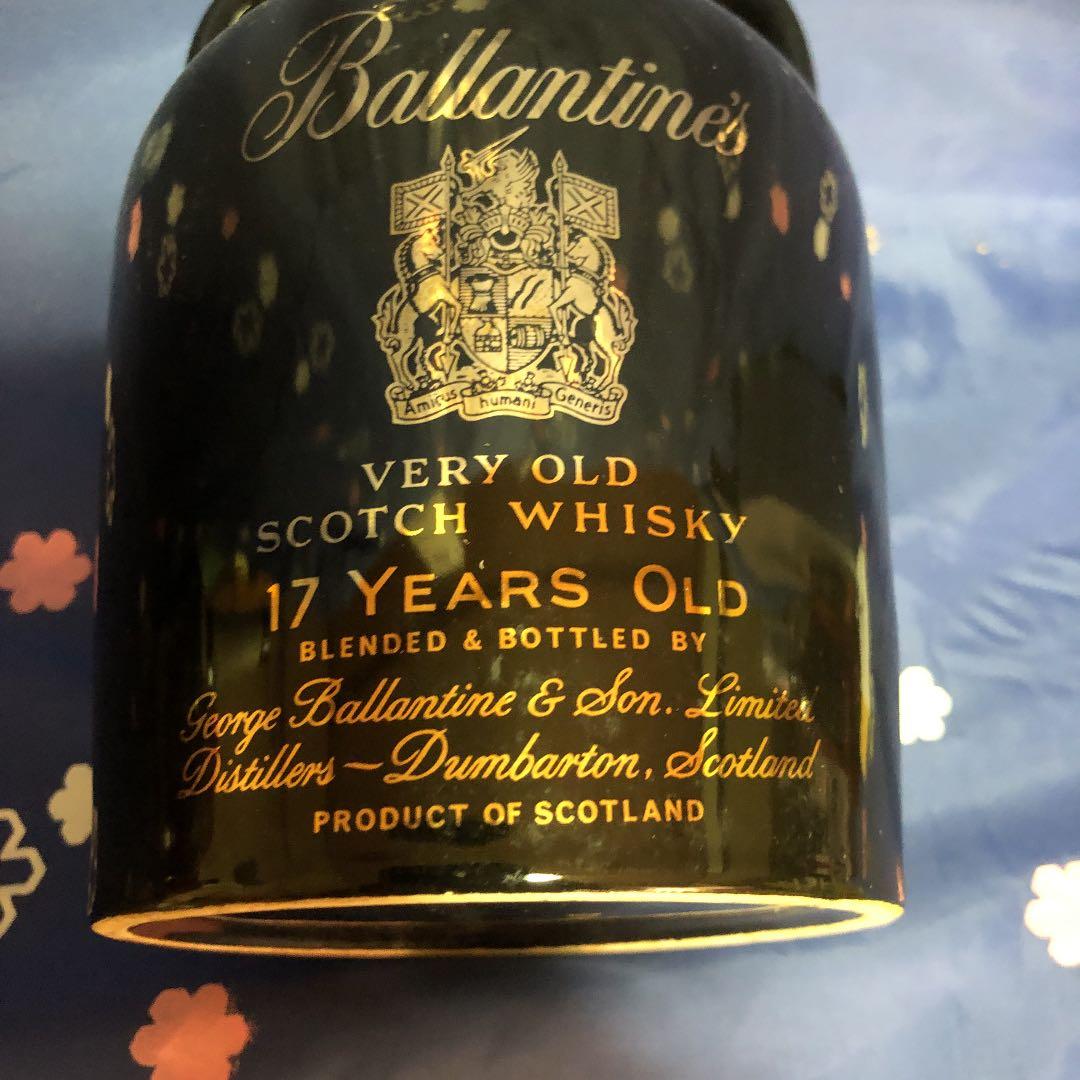 Ballantine's
Amicus humani Generis
VERY OLD
SCOTCH WHISKY
17 YEARS OLD
BLENDED & BOTTLED BY
George Ballantine & Son. Limited
Distillers - Dumbarton, Scotland
PRODUCT OF SCOTLAND